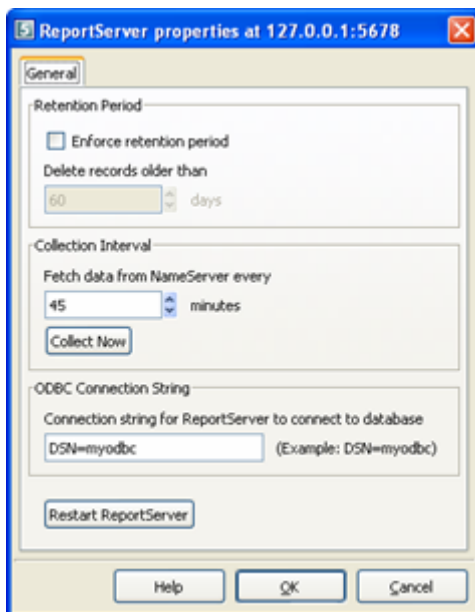 ReportServer properties at 127.0.0.1:5678
General
Retention Period
Enforce retention period
Delete records older than
60 days
Collection Interval
Fetch data from NameServer every
45 minutes
Collect Now
ODBC Connection String
Connection string for ReportServer to connect to database
DSN=myodbc (Example: DSN=myodbc)
Restart ReportServer
Help OK Cancel